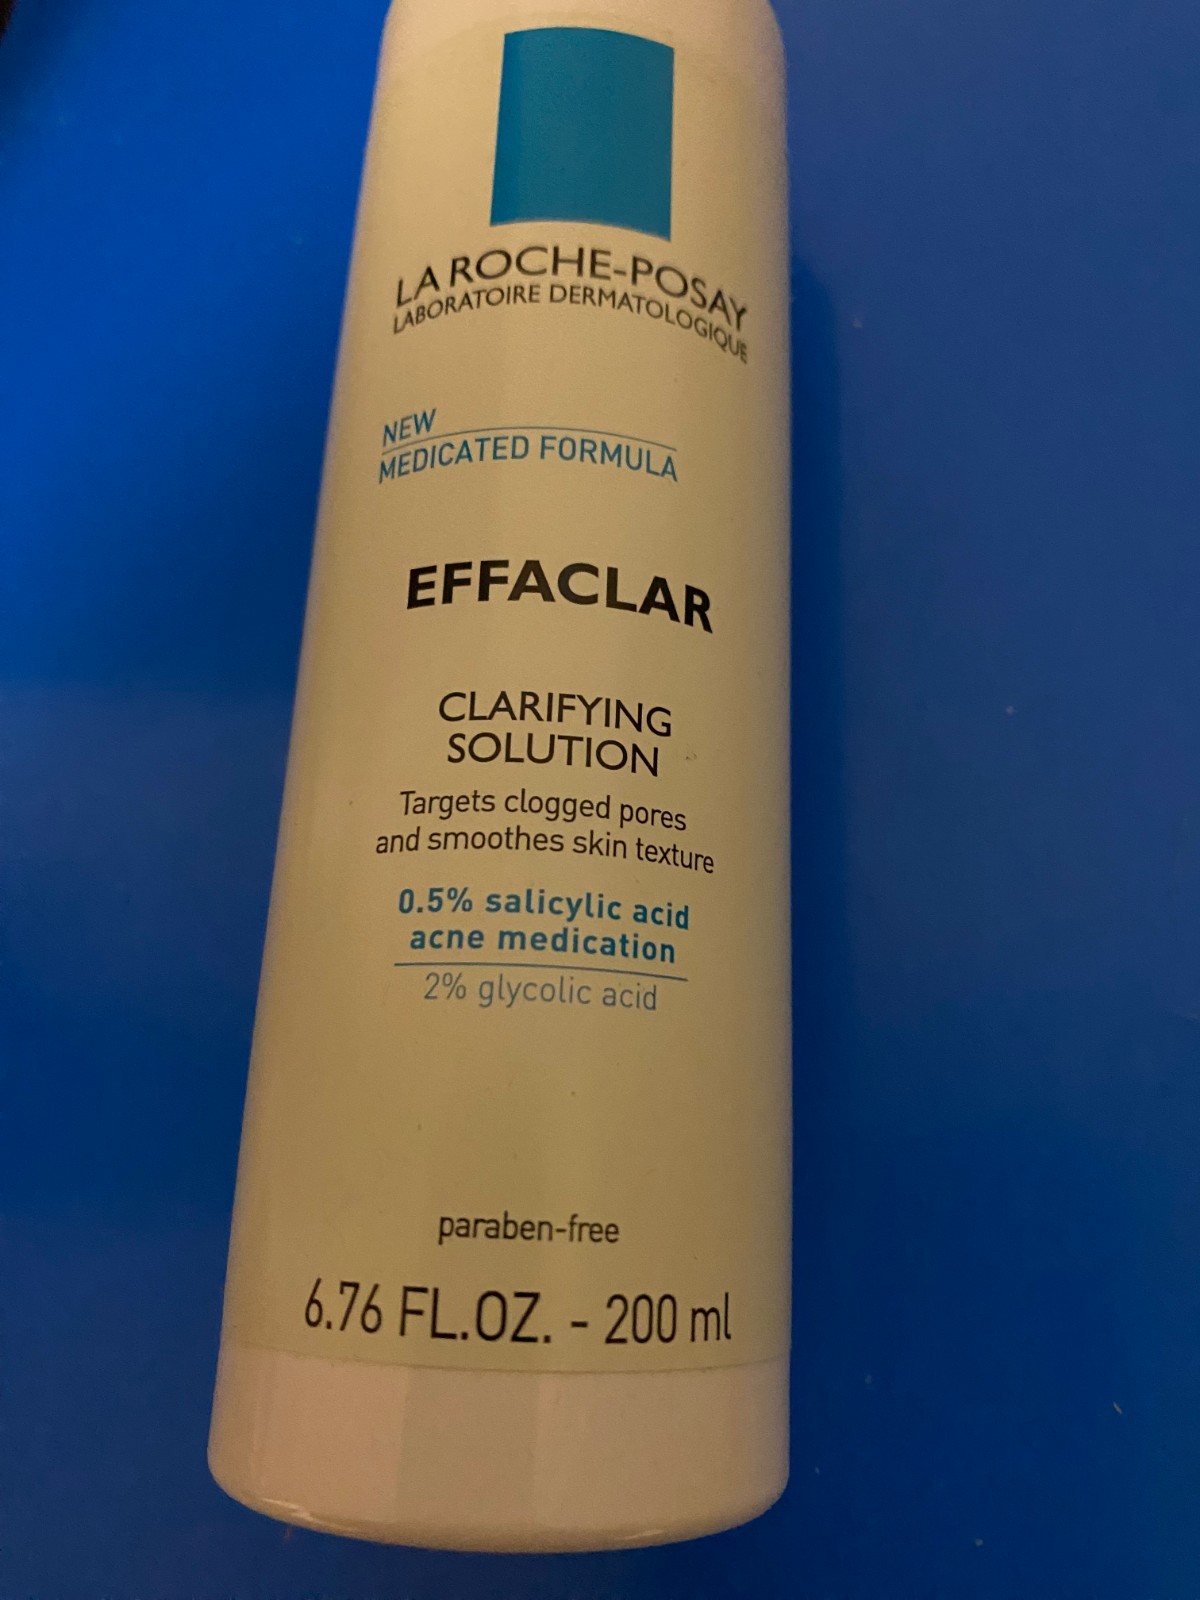 LA ROCHE-POSAY
LABORATOIRE DERMATOLOGIQUE
NEW
MEDICATED FORMULA
EFFACLAR
CLARIFYING
SOLUTION
Targets clogged pores
and smoothes skin texture
0.5% salicylic acid
acne medication
2% glycolic acid
paraben-free
6.76 FL.OZ. - 200 ml